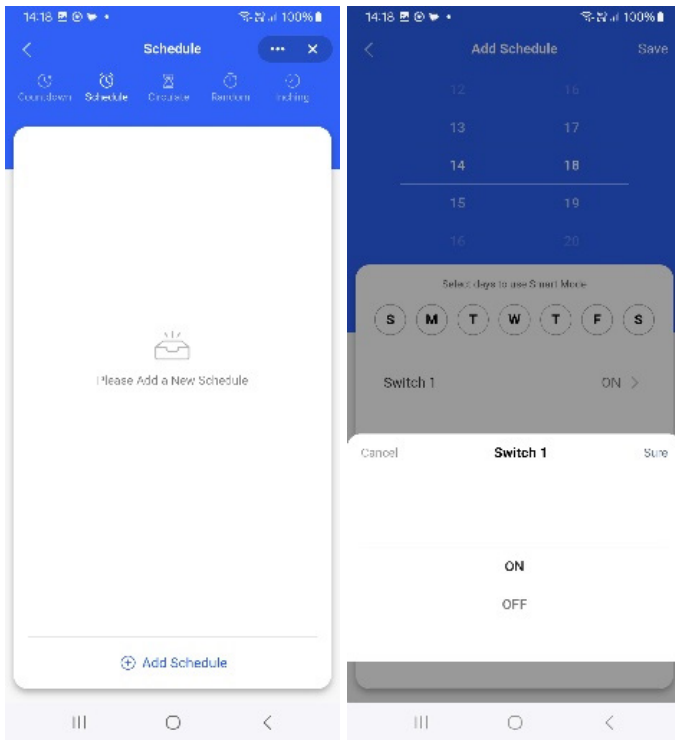 14:18
100%
Schedule
Countdown Schedule Circulate Random Inching
Please Add a New Schedule
Add Schedule
14:18
100%
Add Schedule
Save
12 16
13 17
14 18
15 19
16 20
Select days to use Smart Mode
S M T W T F S
Switch 1 ON
Cancel Switch 1 Sure
ON
OFF